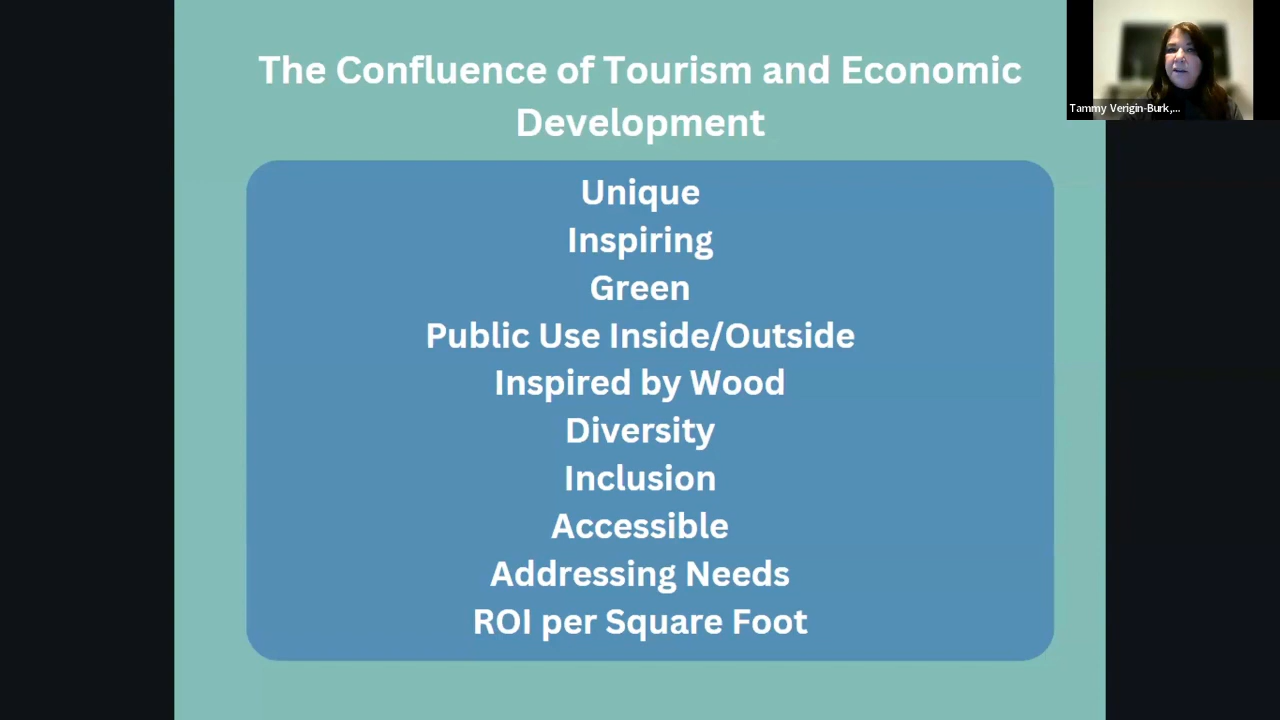 The Confluence of Tourism and Economic
Development
Unique
Inspiring
Green
Public Use Inside/Outside
Inspired by Wood
Diversity
Inclusion
Accessible
Addressing Needs
ROI per Square Foot
Tammy Verigin-Burk,...